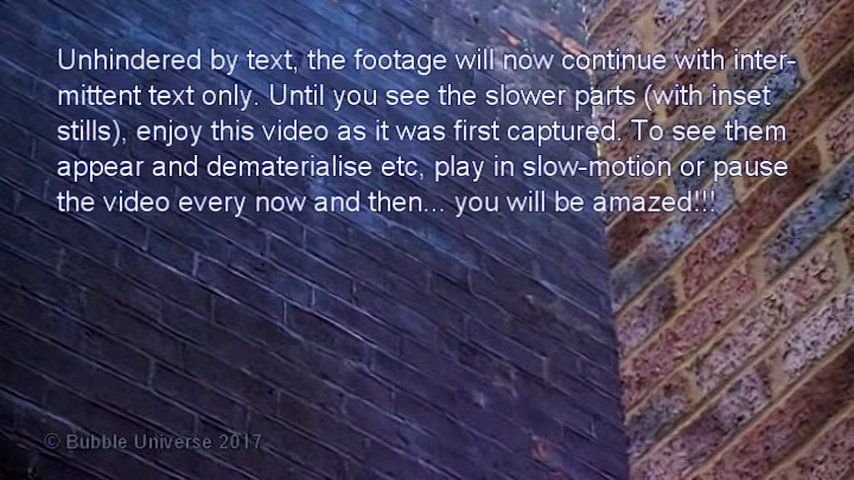 Unhindered by text, the footage will now continue with inter-
mittent text only. Until you see the slower parts (with inset
stills), enjoy this video as it was first captured. To see them
appear and dematerialise etc, play in slow-motion or pause
the video every now and then... you will be amazed!!!
© Bubble Universe 2017